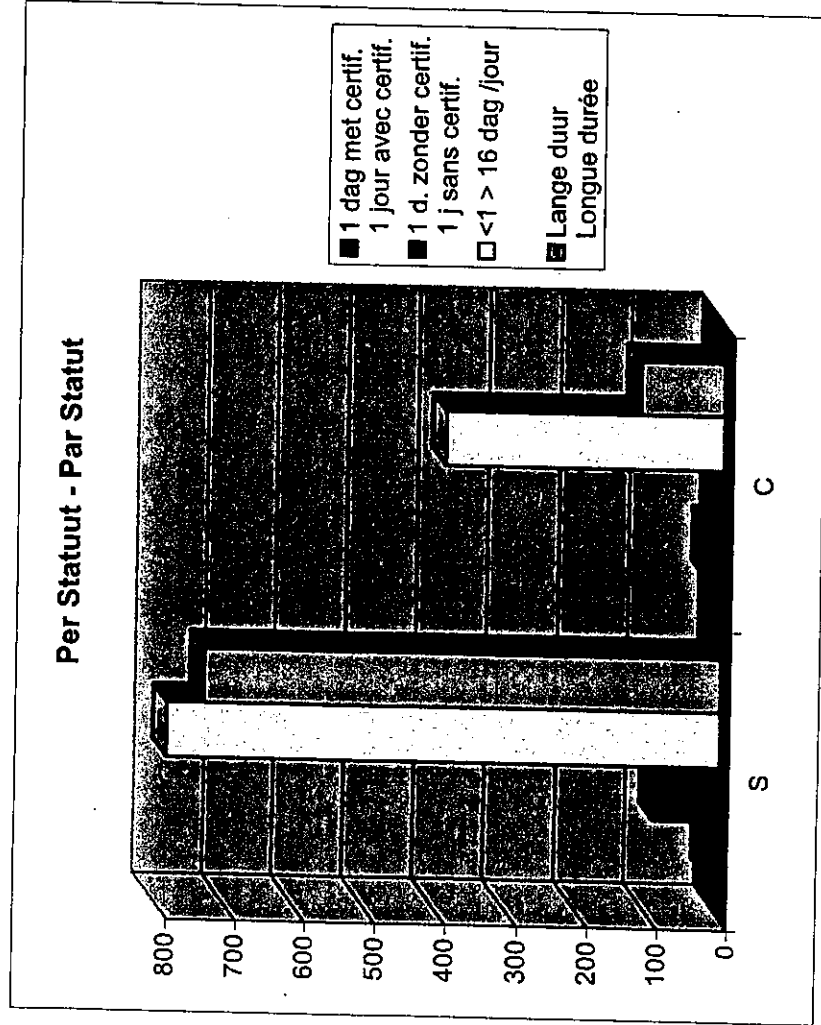 Per Statuut - Par Statut
800
700
600
500
400
300
200
100
0
S
C
1 dag met certif.
1 jour avec certif.
1 d. zonder certif.
1 j sans certif.
<1 > 16 dag /jour
Lange duur
Longue durée